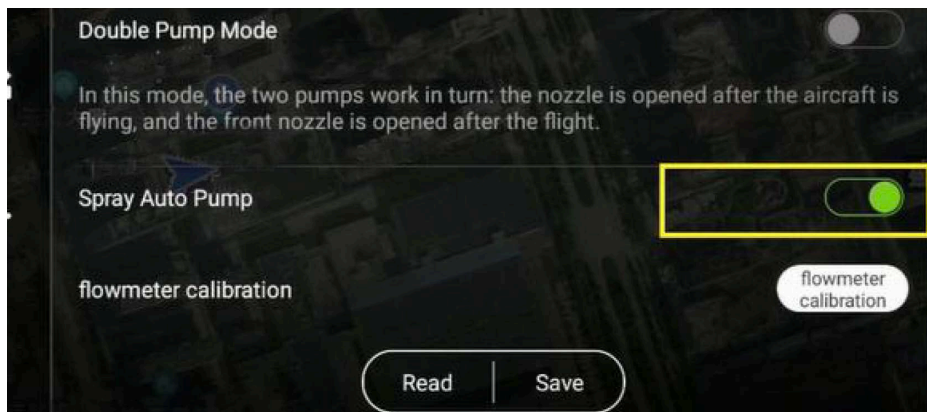 Double Pump Mode
In this mode, the two pumps work in turn: the nozzle is opened after the aircraft is
flying, and the front nozzle is opened after the flight.
Spray Auto Pump
flowmeter calibration
flowmeter
calibration
Read
Save